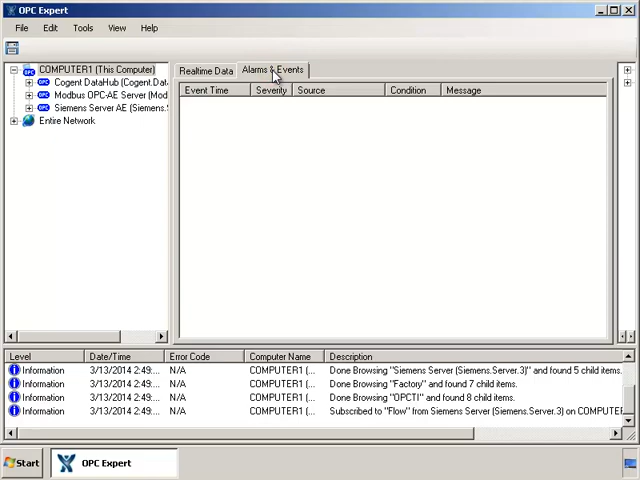 OPC Expert
File Edit Tools View Help
COMPUTER1 (This Computer)
Cogent DataHub (Cogent.Dat
Modbus OPC-AE Server (Mod
Siemens Server AE (Siemens.S
Entire Network
Realtime Data Alarms & Events
Event Time Severity Source Condition Message
Level Date/Time Error Code Computer Name Description
Information 3/13/2014 2:49:... N/A COMPUTER1 (... Done Browsing "Siemens Server (Siemens.Server.3)" and found 5 child items.
Information 3/13/2014 2:49:... N/A COMPUTER1 (... Done Browsing "Factory" and found 7 child items.
Information 3/13/2014 2:49:... N/A COMPUTER1 (... Done Browsing "OPCTI" and found 8 child items.
Information 3/13/2014 2:49:... N/A COMPUTER1 (... Subscribed to "Flow" from Siemens Server (Siemens.Server.3) on COMPUTER
Start OPC Expert